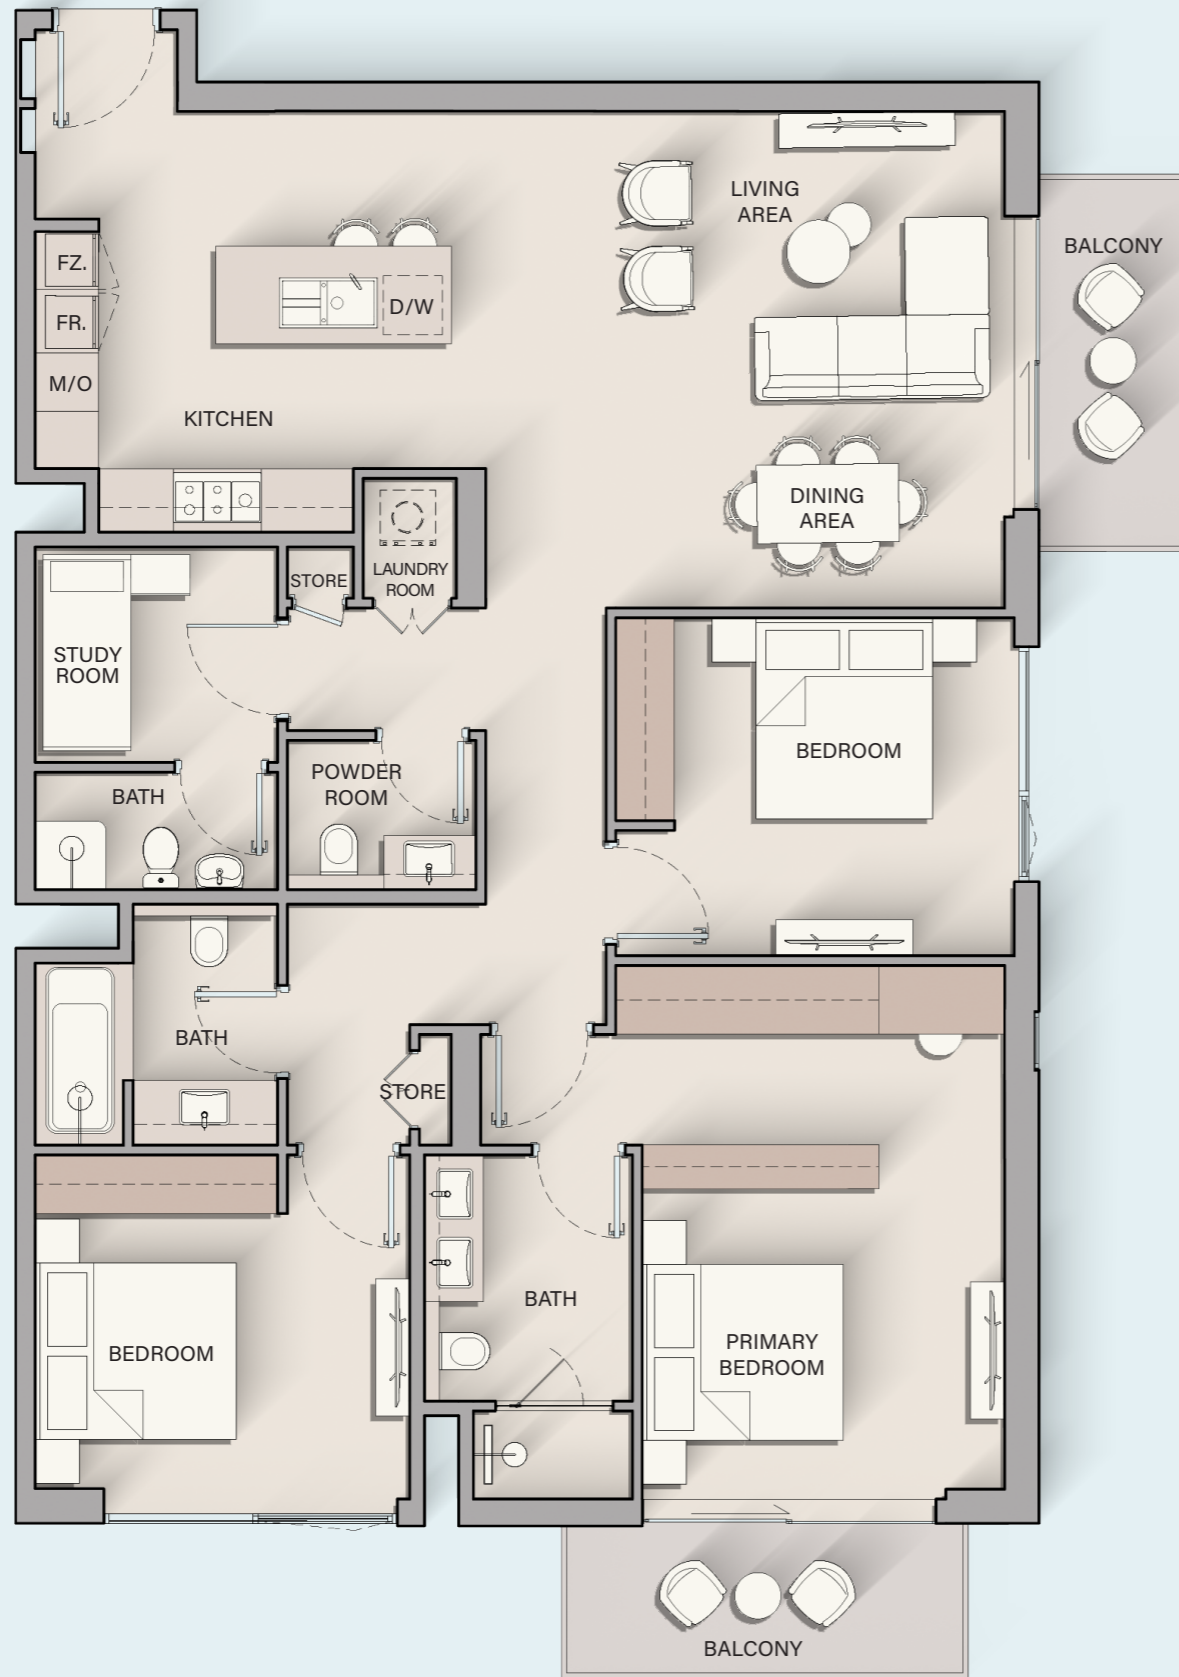 LIVING
AREA
BALCONY
FZ.
FR.
D/W
M/O
KITCHEN
DINING
AREA
STORE
LAUNDRY
ROOM
STUDY
ROOM
BEDROOM
POWDER
ROOM
BATH
BATH
STORE
BATH
BEDROOM
PRIMARY
BEDROOM
BALCONY